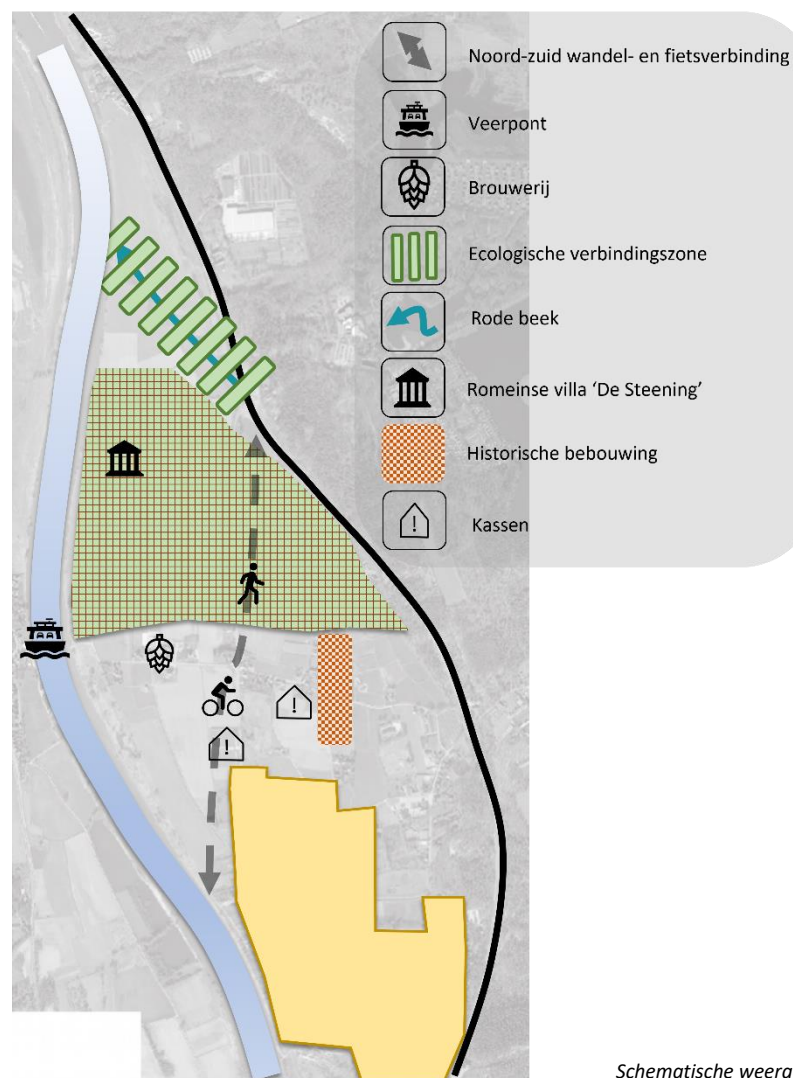 Noord-zuid wandel- en fietsverbinding
Veerpont
Brouwerij
Ecologische verbindingszone
Rode beek
Romeinse villa ‘De Steening’
Historische bebouwing
!
Kassen
!
!
Schematische weerga